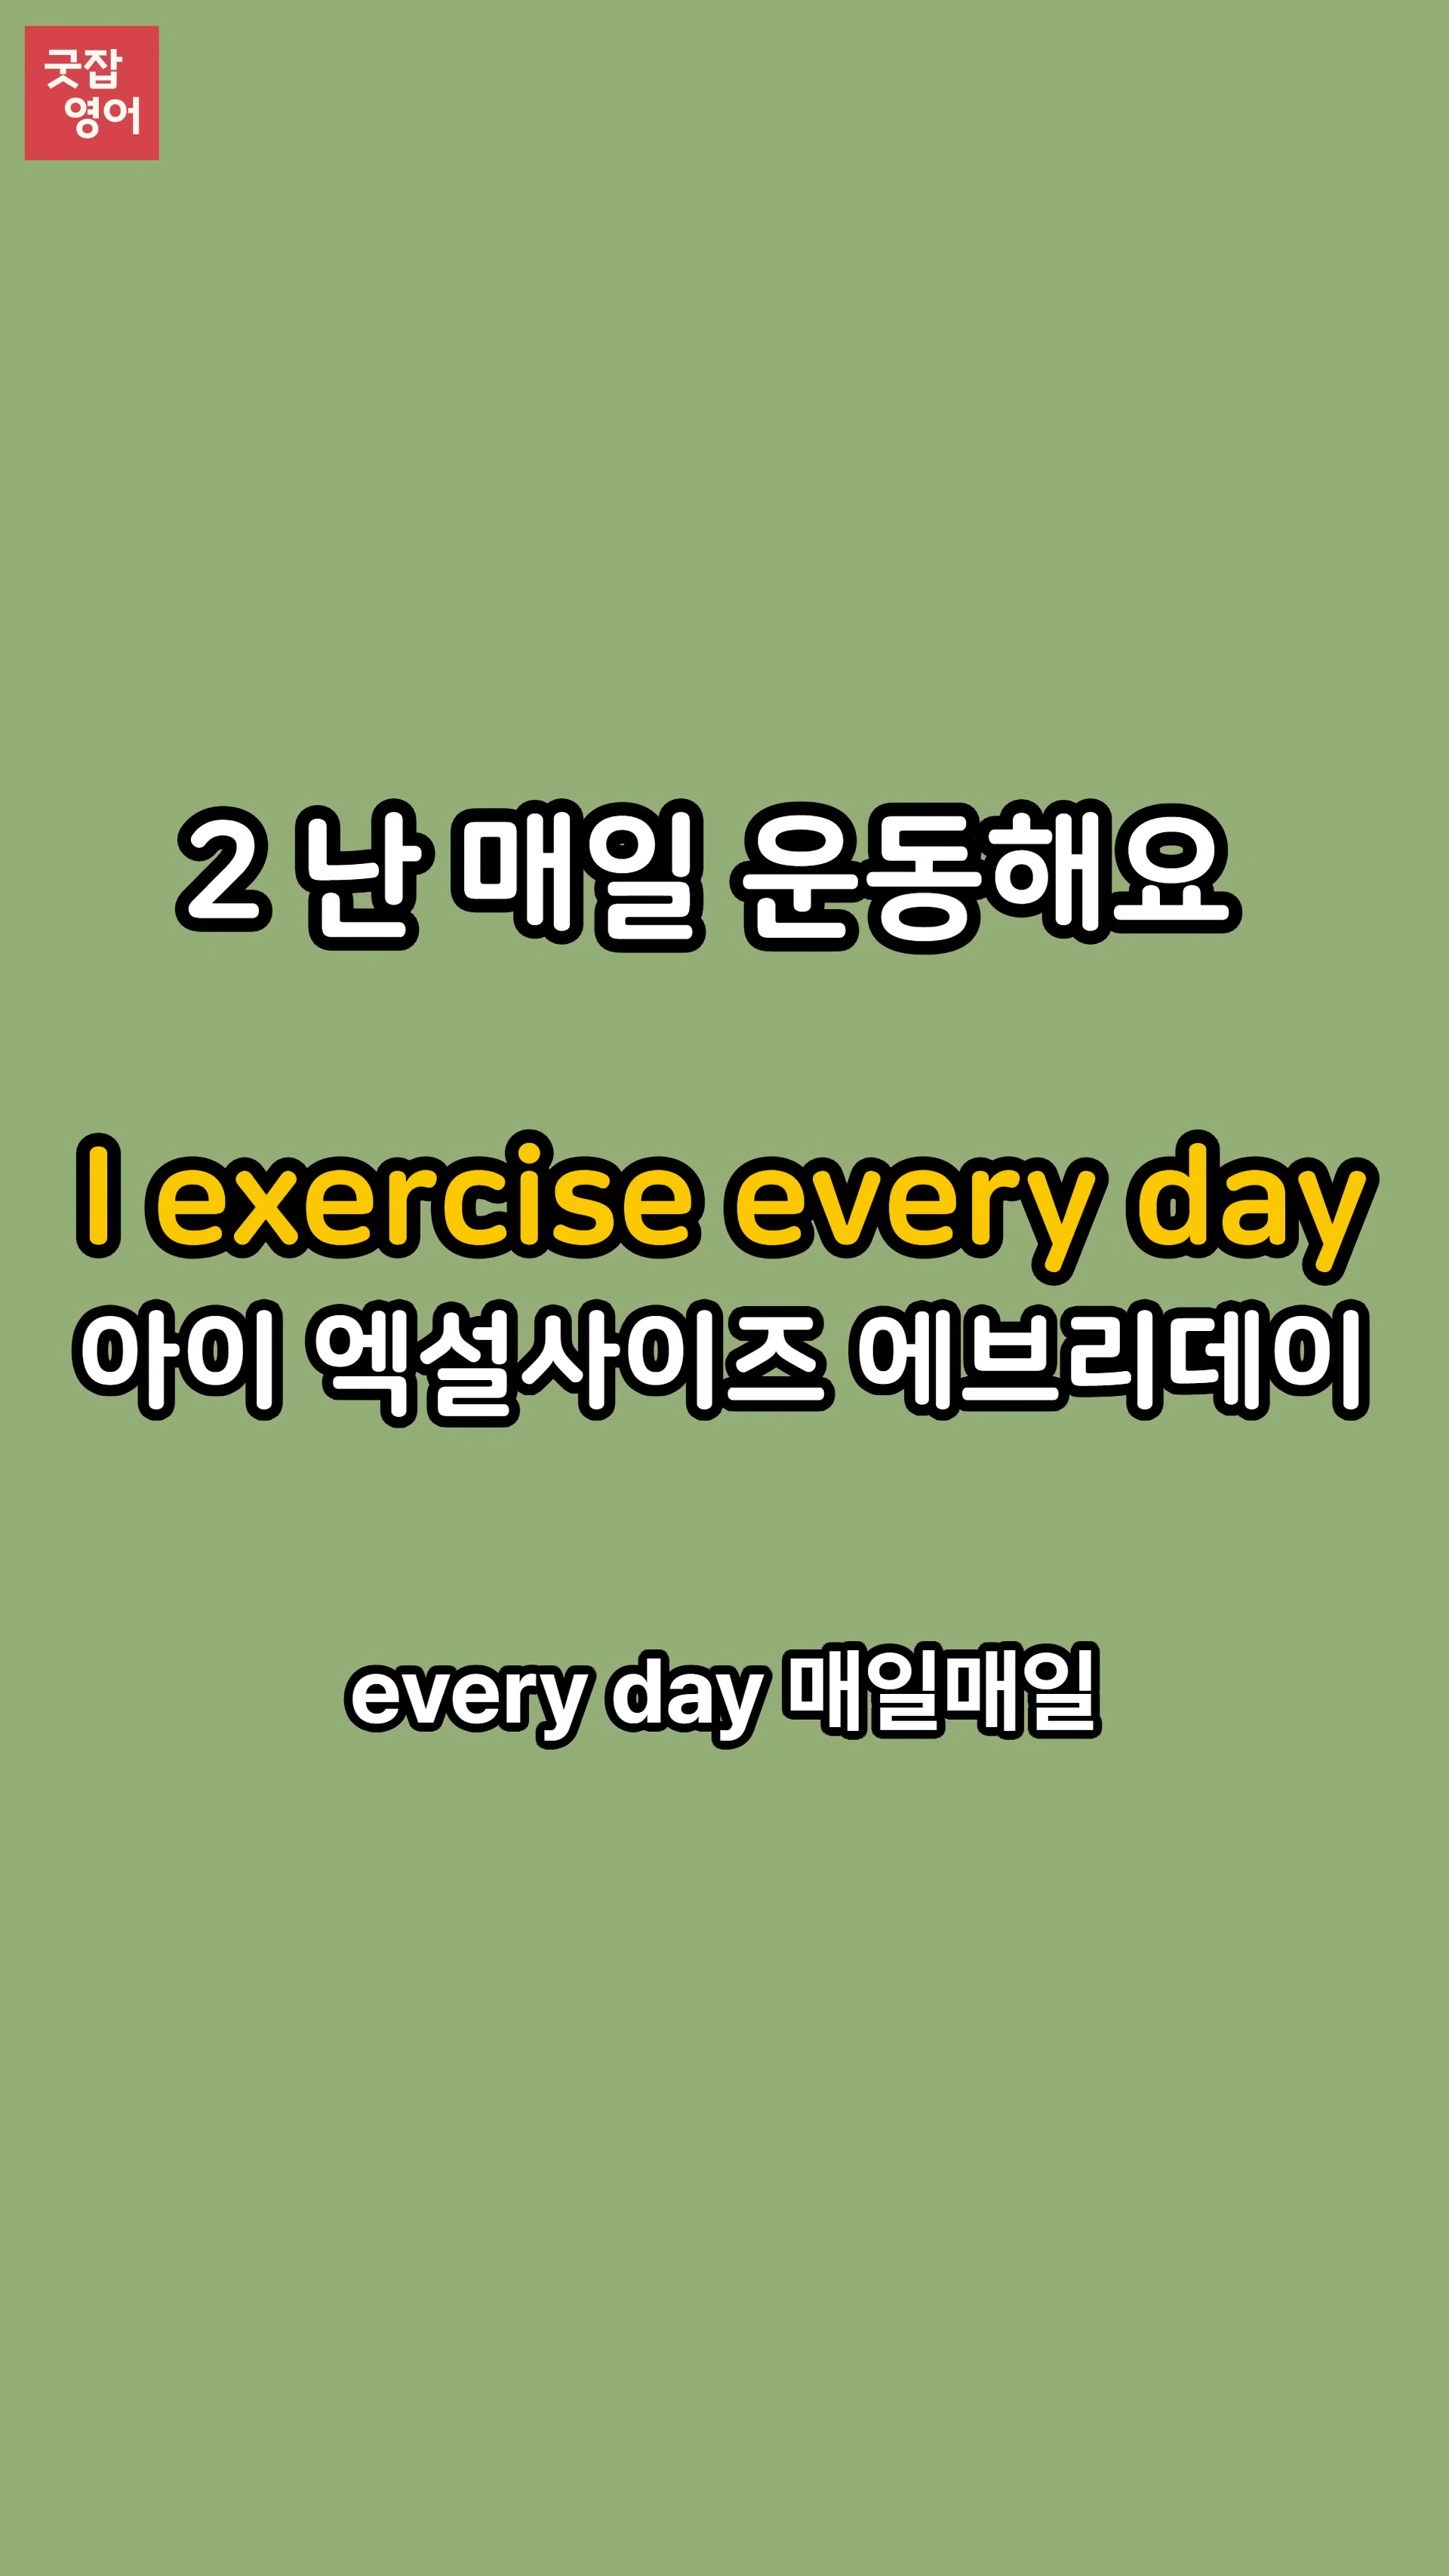 굿잡
영어
2 난 매일 운동해요
I exercise every day
아이 엑설사이즈 에브리데이
every day 매일매일